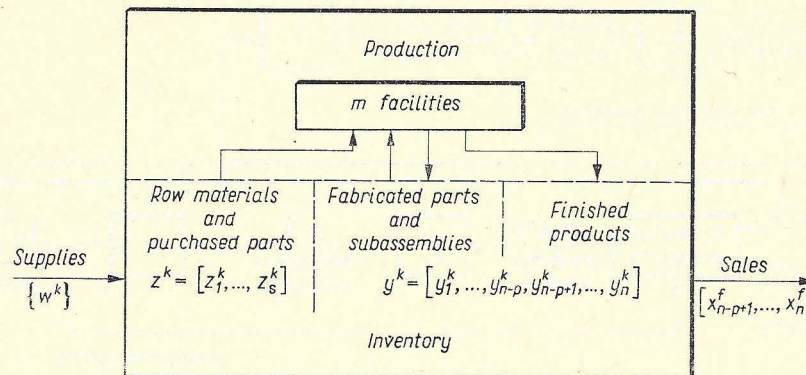 Production
m facilities
Row materials
and
purchased parts
Fabricated parts
and
subassemblies
Finished
products
Supplies
{w^k}
z^k = [z_1^k, ..., z_s^k]
y^k = [y_1^k, ..., y_{n-p}^k, y_{n-p+1}^k, ..., y_n^k]
Sales
[x_{n-p+1}^f, ..., x_n^f
Inventory